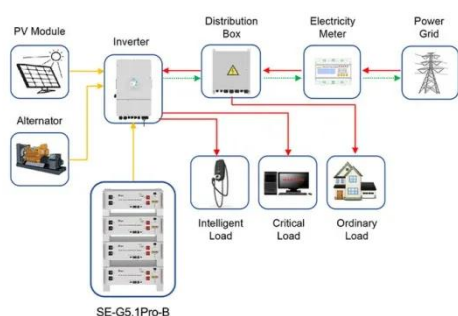 PV Module
Inverter
Distribution
Box
Electricity
Meter
Power
Grid
Alternator
Intelligent
Load
Critical
Load
Ordinary
Load
SE-G5.1Pro-B